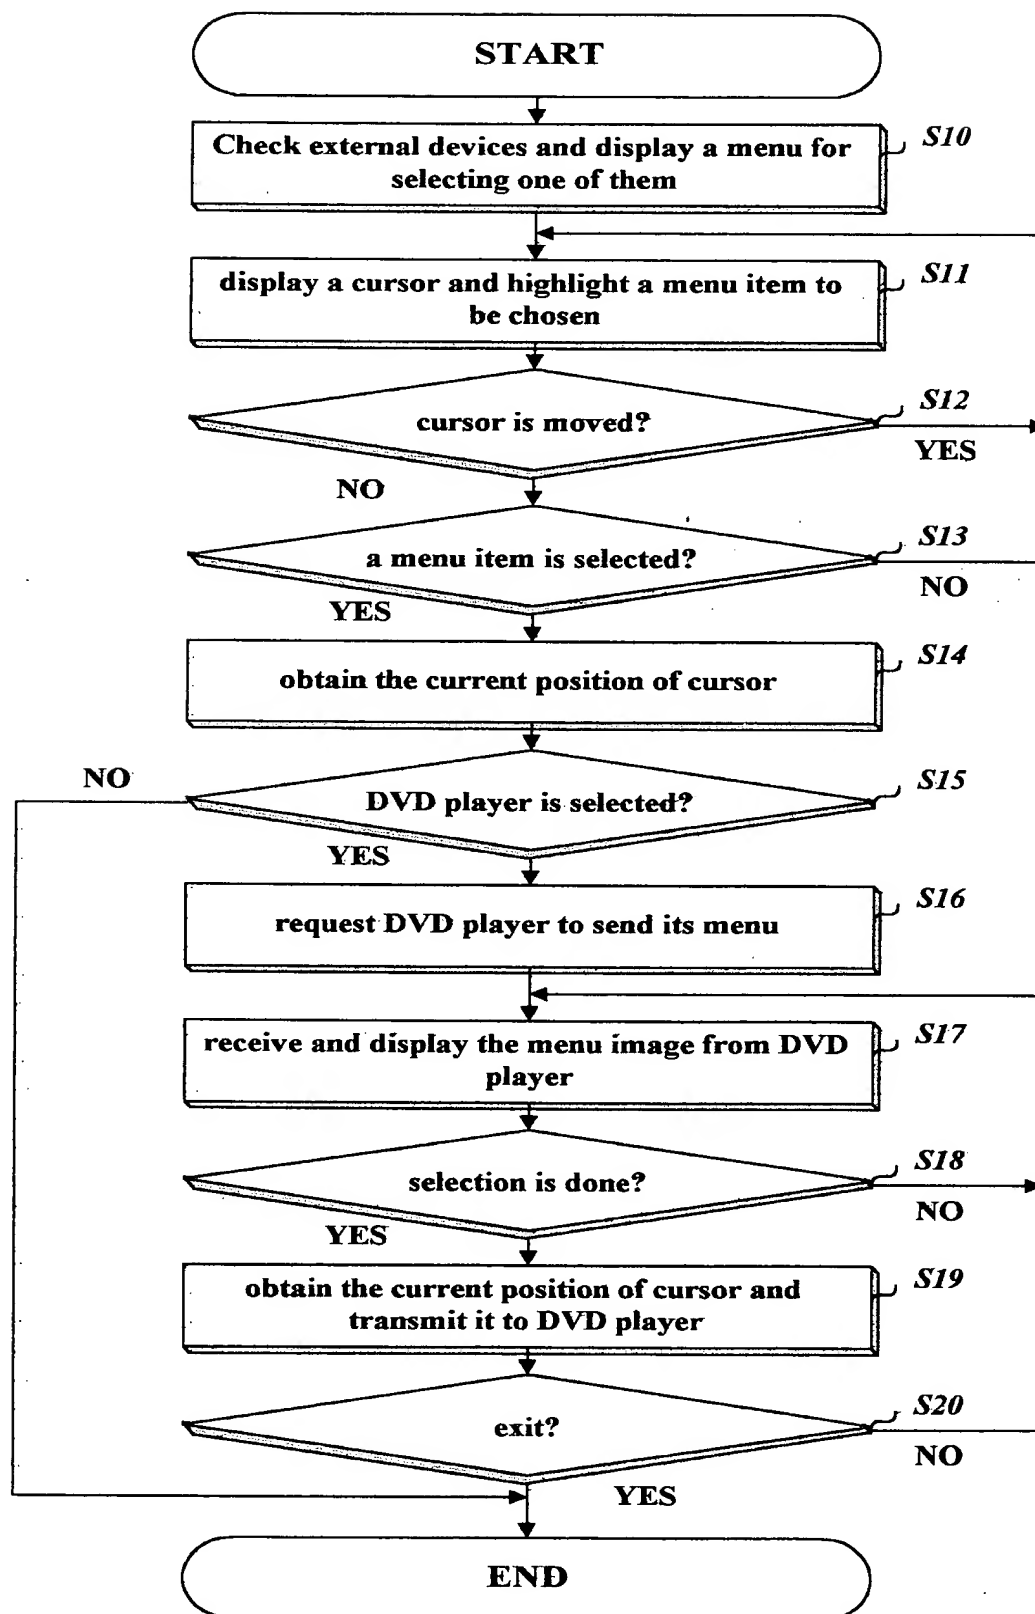 START
Check external devices and display a menu for
selecting one of them
S10
display a cursor and highlight a menu item to
be chosen
S11
cursor is moved?
S12
YES
NO
a menu item is selected?
S13
NO
YES
obtain the current position of cursor
S14
NO
DVD player is selected?
S15
YES
request DVD player to send its menu
S16
receive and display the menu image from DVD
player
S17
selection is done?
S18
NO
YES
obtain the current position of cursor and
transmit it to DVD player
S19
exit?
S20
NO
YES
END